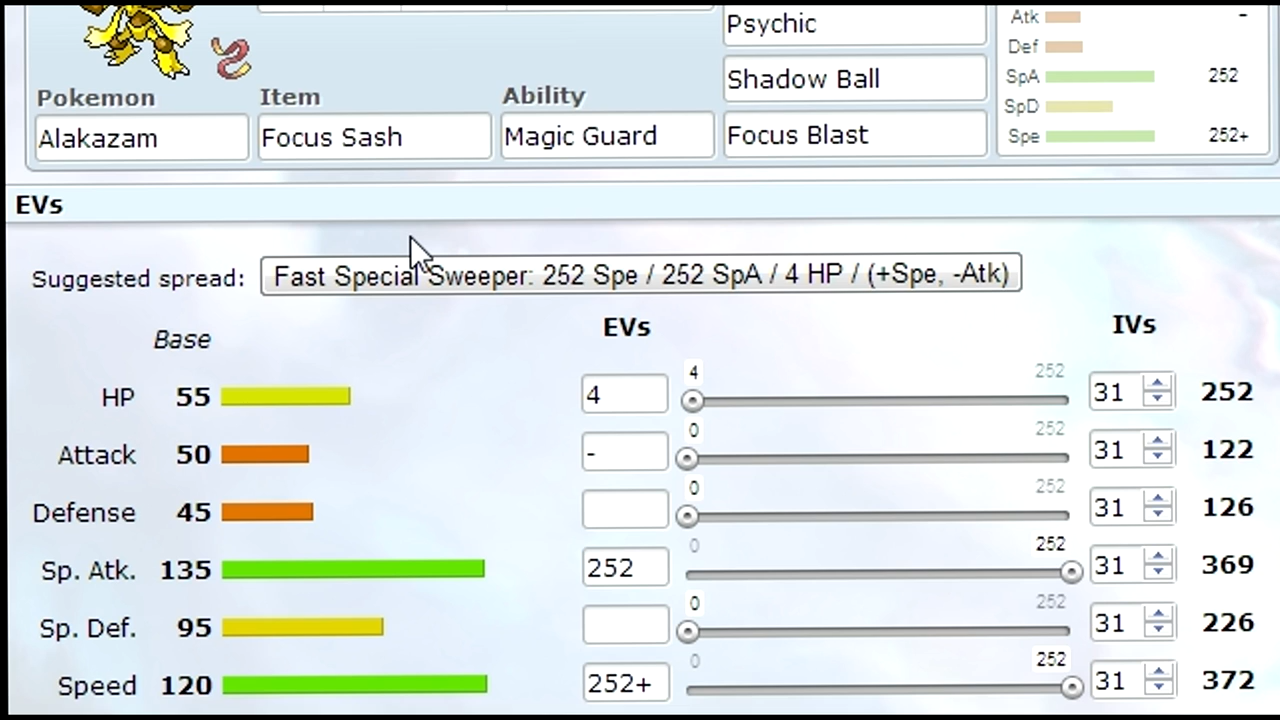 Psychic
Atk -
Def
Shadow Ball
SpA 252
SpD
Pokemon Item Ability
Alakazam Focus Sash Magic Guard Focus Blast
Spe 252+
EVs
Suggested spread: Fast Special Sweeper: 252 Spe / 252 SpA / 4 HP / (+Spe, -Atk)
Base EVs IVs
4 252
HP 55 4 31 252
0 252
Attack 50 - 31 122
0 252
Defense 45 31 126
0 252
Sp. Atk. 135 252 31 369
0 252
Sp. Def. 95 31 226
0 252
Speed 120 252+ 31 372